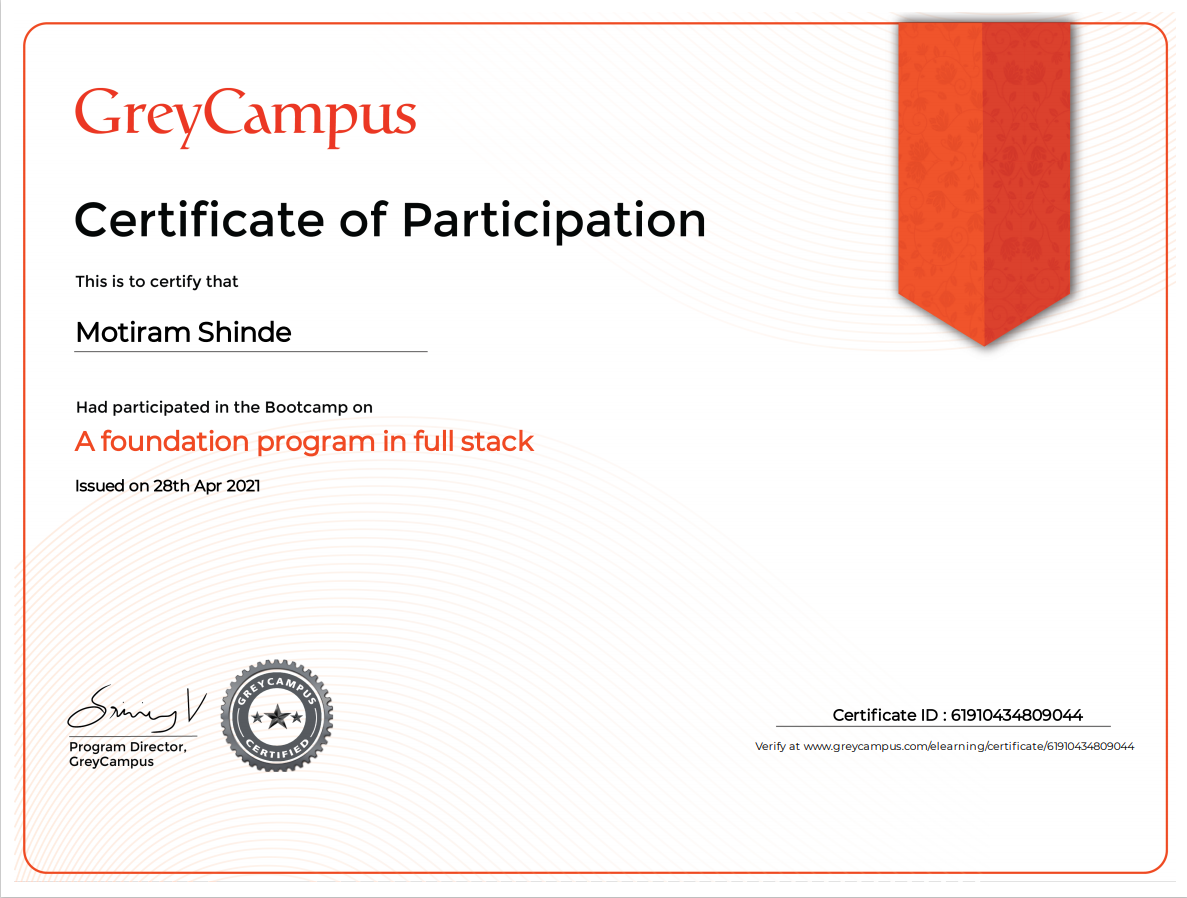 GreyCampus
Certificate of Participation
This is to certify that
Motiram Shinde
Had participated in the Bootcamp on
A foundation program in full stack
Issued on 28th Apr 2021
Program Director,
GreyCampus
GREYCAMPUS
CERTIFIED
Certificate ID : 61910434809044
Verify at www.greycampus.com/elearning/certificate/61910434809044